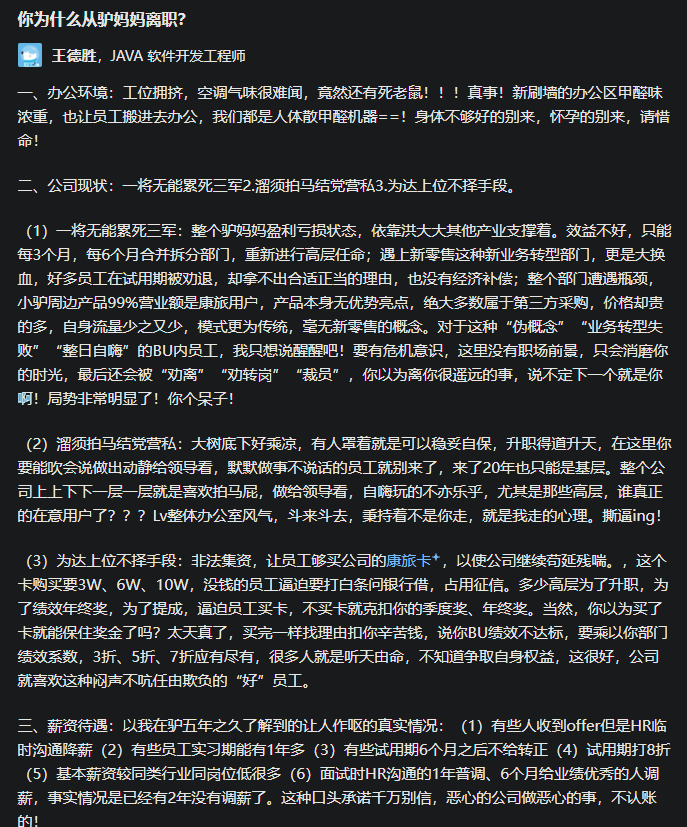 你为什么从驴妈妈离职？
王德胜，JAVA 软件开发工程师
一、办公环境：工位拥挤，空调气味很难闻，竟然还有死老鼠！！！真事！新刷墙的办公区甲醛味
浓重，也让员工搬进去办公，我们都是人体散甲醛机器==！身体不够好的别来，怀孕的别来，请惜
命！
二、公司现状：一将无能累死三军2.溜须拍马结党营私3.为达上位不择手段。
（1）一将无能累死三军：整个驴妈妈盈利亏损状态，依靠洪大大其他产业支撑着。效益不好，只能
每3个月，每6个月合并拆分部门，重新进行高层任命；遇上新零售这种新业务转型部门，更是大换
血，好多员工在试用期被劝退，却拿不出合适正当的理由，也没有经济补偿；整个部门遭遇瓶颈，
小驴周边产品99%营业额是康旅用户，产品本身无优势亮点，绝大多数属于第三方采购，价格却贵
的多，自身流量少之又少，模式更为传统，毫无新零售的概念。对于这种“伪概念”“业务转型失
败”“整日自嗨”的BU内员工，我只想说醒醒吧！要有危机意识，这里没有职场前景，只会消磨你
的时光，最后还会被“劝离”“劝转岗”“裁员”，你以为离你很遥远的事，说不定下一个就是你
啊！局势非常明显了！你个呆子！
（2）溜须拍马结党营私：大树底下好乘凉，有人罩着就是可以稳妥自保，升职得道升天，在这里你
要能吹会说做出动静给领导看，默默做事不说话的员工就别来了，来了20年也只能是基层。整个公
司上上下下一层一层就是喜欢拍马屁，做给领导看，自嗨玩的不亦乐乎，尤其是那些高层，谁真正
的在意用户了？？？Lv整体办公室风气，斗来斗去，秉持着不是你走，就是我走的心理。撕逼ing！
（3）为达上位不择手段：非法集资，让员工够买公司的康旅卡，以使公司继续苟延残喘。，这个
卡购买要3W、6W、10W，没钱的员工逼迫要打白条问银行借，占用征信。多少高层为了升职，为
了绩效年终奖，为了提成，逼迫员工买卡，不买卡就克扣你的季度奖、年终奖。当然，你以为买了
卡就能保住奖金了吗？太天真了，买完一样找理由扣你辛苦钱，说你BU绩效不达标，要乘以你部门
绩效系数，3折、5折、7折应有尽有，很多人就是听天由命，不知道争取自身权益，这很好，公司
就喜欢这种闷声不吭任由欺负的“好”员工。
三、薪资待遇：以我在驴五年之久了解到的让人作呕的真实情况：（1）有些人收到offer但是HR临
时沟通降薪（2）有些员工实习期能有1年多（3）有些试用期6个月之后不给转正（4）试用期打8折
（5）基本薪资较同类行业同岗位低很多（6）面试时HR沟通的1年普调、6个月给业绩优秀的人调
薪，事实情况是已经有2年没有调薪了。这种口头承诺千万别信，恶心的公司做恶心的事，不认账
的！